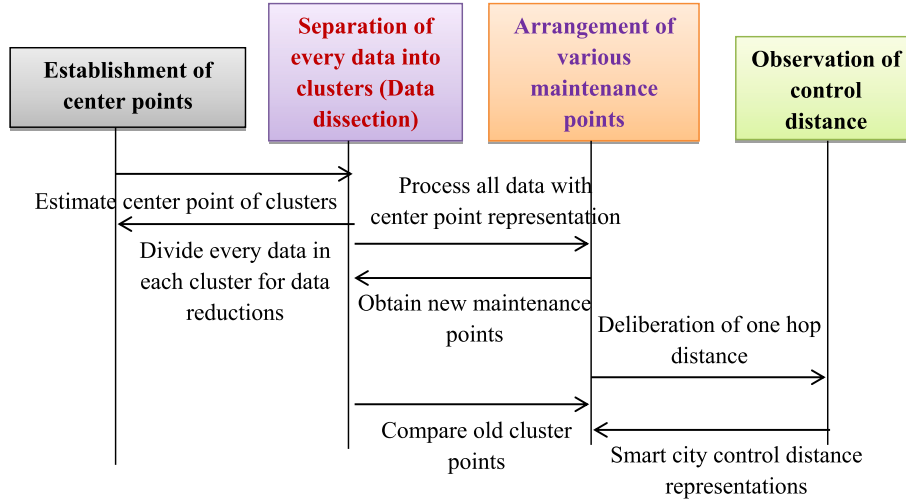 Establishment of
center points
Separation of
every data into
clusters (Data
dissection)
Arrangement of
various
maintenance
points
Observation of
control
distance
Estimate center point of clusters
Process all data with
center point representation
Divide every data in
each cluster for data
reductions
Obtain new maintenance
points
Deliberation of one hop
distance
Compare old cluster
points
Smart city control distance
representations